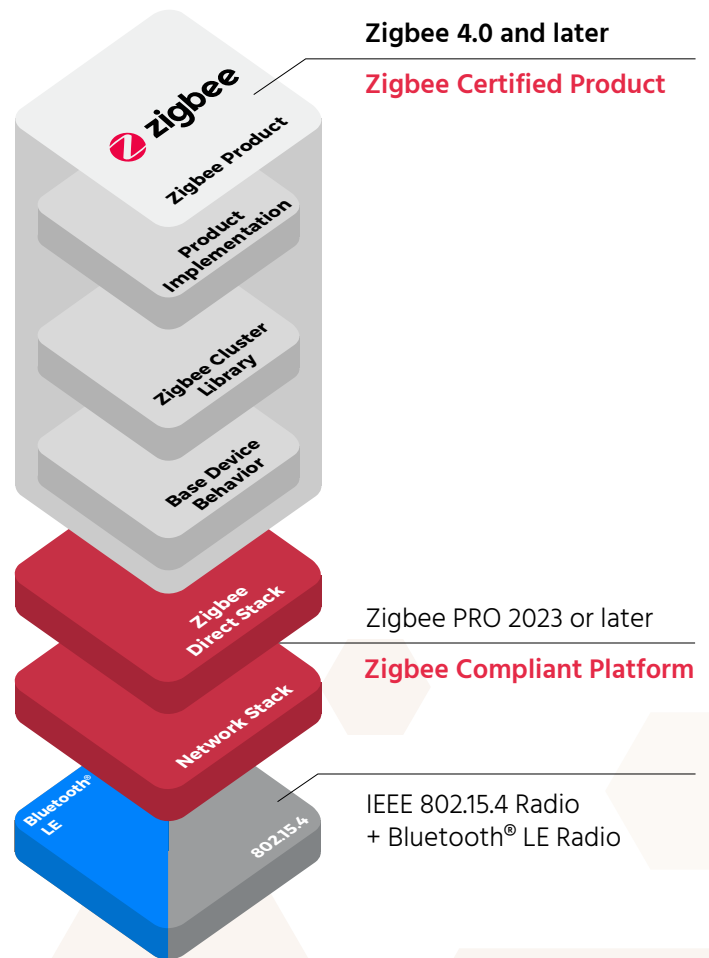 Zigbee 4.0 and later
Zigbee Certified Product
zigbee
Zigbee Product
Product
Implementation
Zigbee Cluster
Library
Base Device
Behavior
Zigbee
Direct Stack
Zigbee PRO 2023 or later
Zigbee Compliant Platform
Network Stack
Bluetooth®
LE
802.15.4
IEEE 802.15.4 Radio
+ Bluetooth® LE Radio